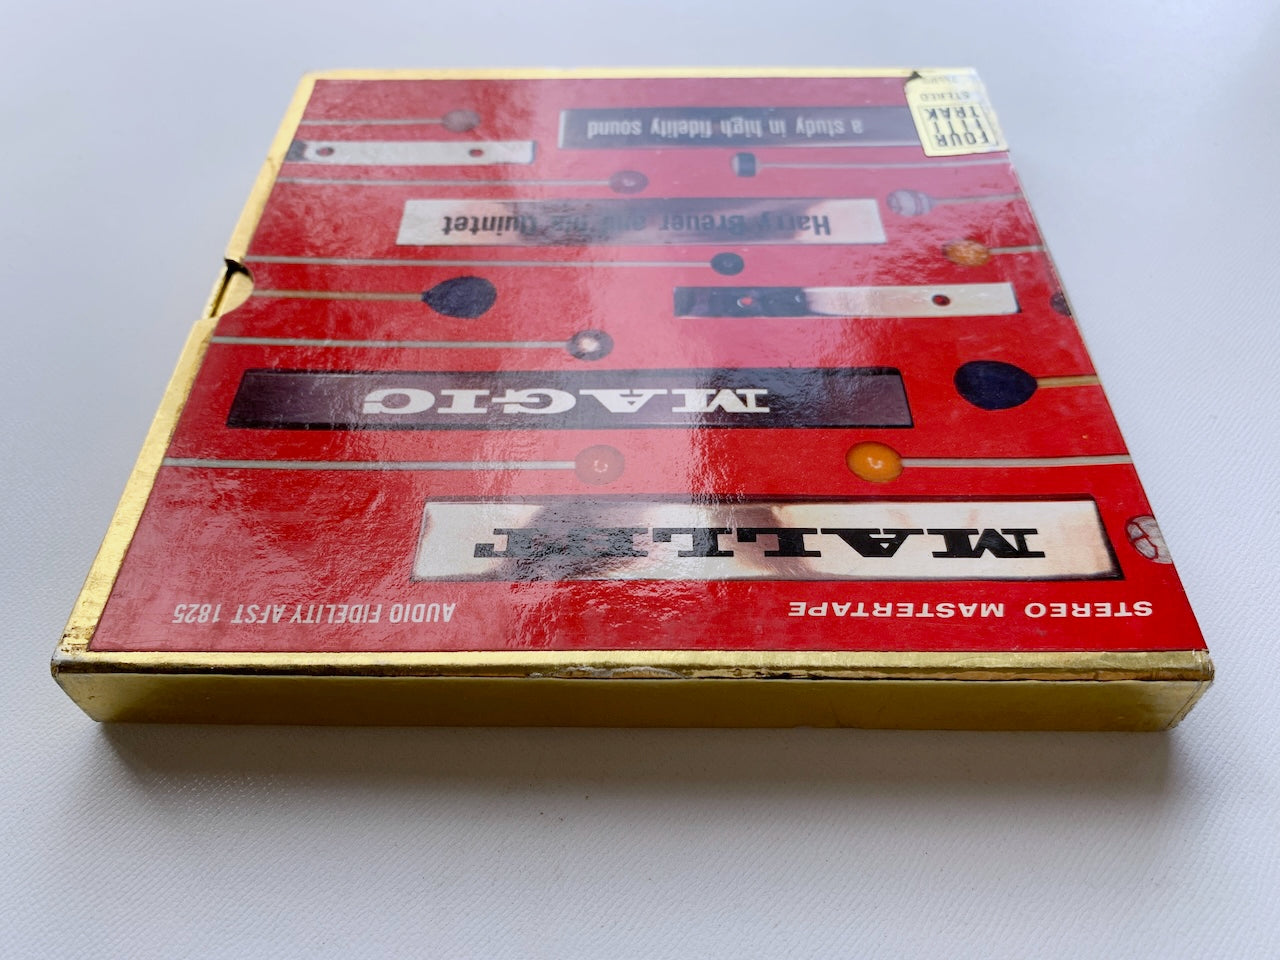 STEREO MASTERTAPE
AUDIO FIDELITY AFST 1825
MALLET
MAGIC
Harry Breuer and his Quintet
a study in high fidelity sound
FOUR
TRAK
STEREO